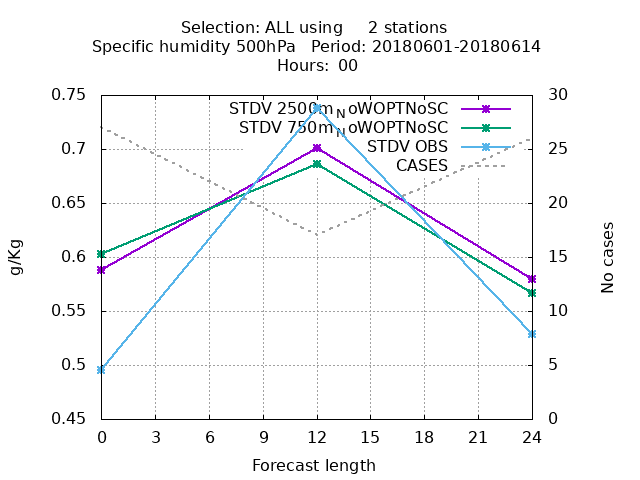 Selection: ALL using 2 stations
Specific humidity 500hPa Period: 20180601-20180614
Hours: 00
STDV 2500m_NoWOPTNoSC
STDV 750m_NoWOPTNoSC
STDV OBS
CASES
0.75
0.7
0.65
0.6
0.55
0.5
0.45
30
25
20
15
10
5
0
g/Kg
No cases
0 3 6 9 12 15 18 21 24
Forecast length